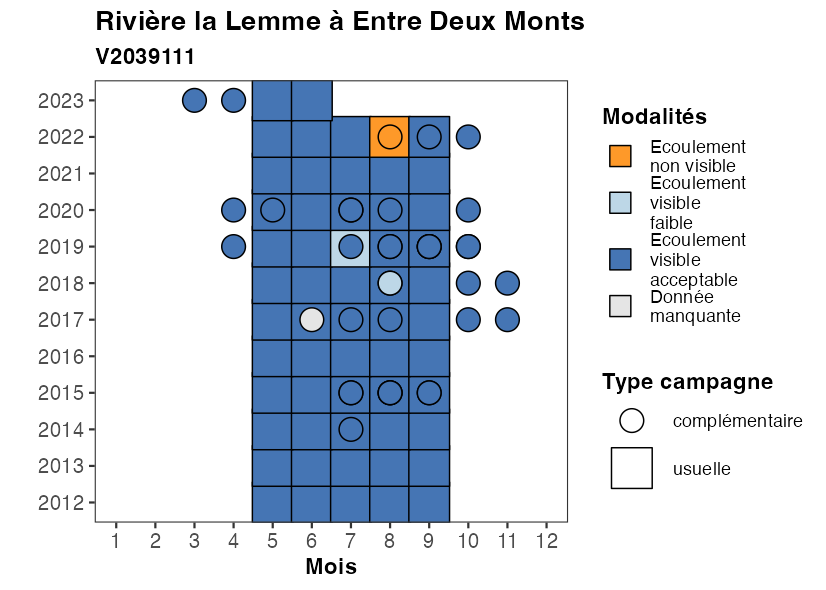 Rivière la Lemme à Entre Deux Monts
V2039111
2023
2022
2021
2020
2019
2018
2017
2016
2015
2014
2013
2012
1 2 3 4 5 6 7 8 9 10 11 12
Mois
Modalités
Ecoulement
non visible
Ecoulement
visible
faible
Ecoulement
visible
acceptable
Donnée
manquante
Type campagne
complémentaire
usuelle